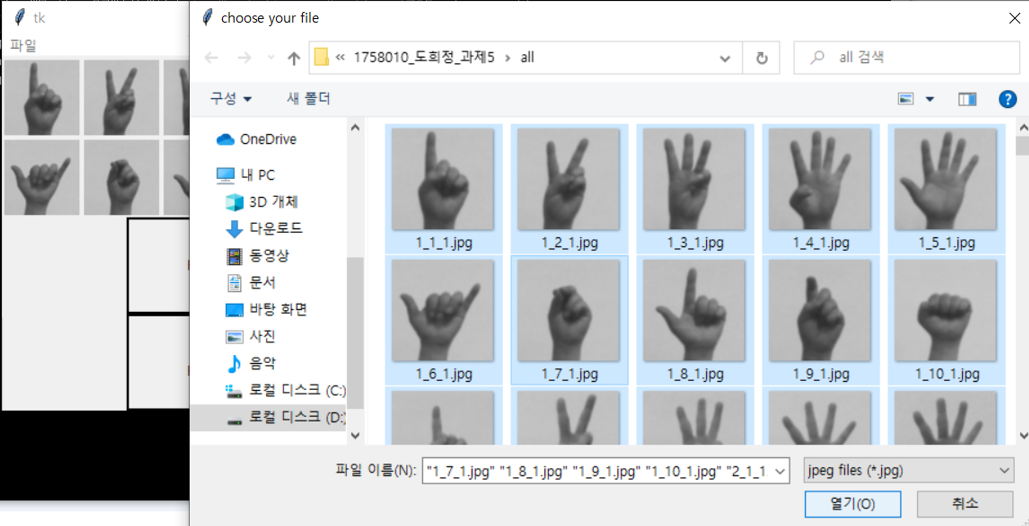 tk
파일
choose your file
« 1758010_도희정_과제5 › all
all 검색
구성
새 폴더
OneDrive
내 PC
3D 개체
다운로드
동영상
문서
바탕 화면
사진
음악
로컬 디스크 (C:)
로컬 디스크 (D:)
1_1_1.jpg
1_2_1.jpg
1_3_1.jpg
1_4_1.jpg
1_5_1.jpg
1_6_1.jpg
1_7_1.jpg
1_8_1.jpg
1_9_1.jpg
1_10_1.jpg
파일 이름(N):
"1_7_1.jpg" "1_8_1.jpg" "1_9_1.jpg" "1_10_1.jpg" "2_1_1
jpeg files (*.jpg)
열기(O)
취소